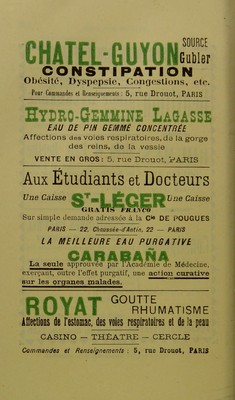 CHATEL-GUYON SOURCE Gubler
CONSTIPATION
Obésité, Dyspepsie, Congestions, etc.
Pour Commandes et Renseignements : 5, rue Drouot, PARIS
HYDRO-GEMMINE LAGASSE
EAU DE PIN GEMMÉ CONCENTRÉE
Affections des voies respiratoires, de la gorge
des reins, de la vessie
VENTE EN GROS : 5, rue Drouot, PARIS
Aux Étudiants et Docteurs
Une Caisse ST-LÉGER Une Caisse
GRATIS FRANCO
Sur simple demande adressée à la Cie DE POUGUES
PARIS — 22, Chaussée-d'Antin, 22 — PARIS
LA MEILLEURE EAU PURGATIVE
CARABAÑA
La seule approuvée par l'Académie de Médecine,
exerçant, outre l'effet purgatif, une action curative
sur les organes malades.
ROYAT GOUTTE
RHUMATISME
Affections de l'estomac, des voies respiratoires et de la peau
CASINO — THÉATRE — CERCLE
Commandes et Renseignements : 5, rue Drouot, PARIS